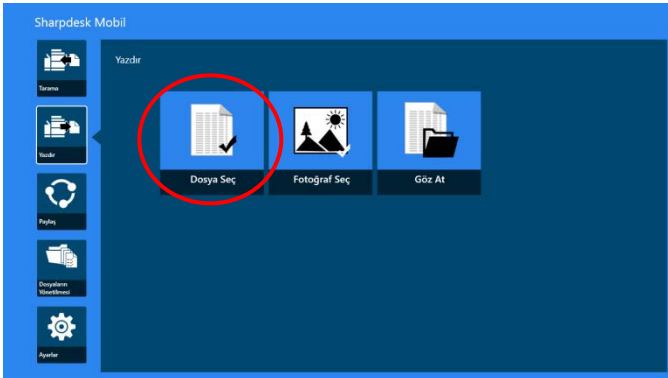 Sharpdesk Mobil
Tarama
Yazdır
Paylaş
Dosyaların
Yönetilmesi
Ayarlar
Yazdır
Dosya Seç
Fotoğraf Seç
Göz At